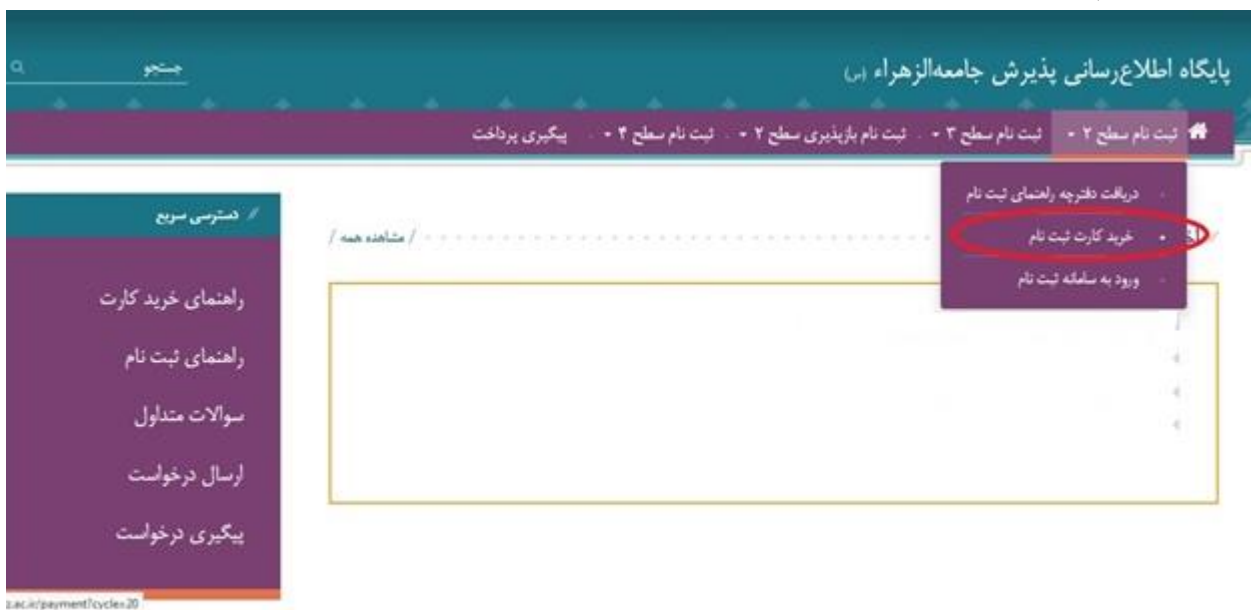 پایگاه اطلاع‌رسانی پذیرش جامعه‌الزهراء (س)
جستجو
ثبت نام سطح ۲
ثبت نام سطح ۳
ثبت نام بازپذیری سطح ۲
ثبت نام سطح ۴
پیگیری پرداخت
دریافت دفترچه راهنمای ثبت نام
خرید کارت ثبت نام
ورود به سامانه ثبت نام
/ مشاهده همه /
/ دسترسی سریع
راهنمای خرید کارت
راهنمای ثبت نام
سوالات متداول
ارسال درخواست
پیگیری درخواست
z.ac.ir/payment?cycle=20